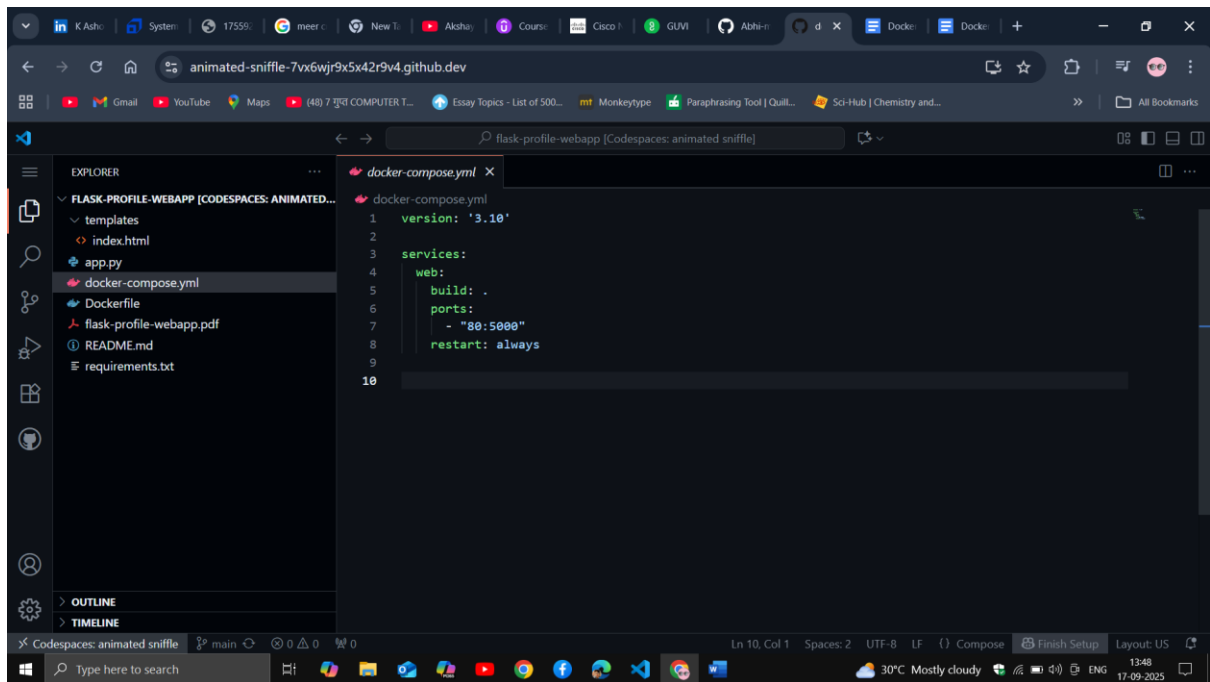 K Asho
System
17559
meer c
New Ta
Akshay
Course
Cisco N
GUVI
Abhi-n
d
Docker
Docker
animated-sniffle-7vx6wjr9x5x42r9v4.github.dev
Gmail
YouTube
Maps
(48) 7 गुप्त COMPUTER T...
Essay Topics - List of 500...
mt Monkeytype
Paraphrasing Tool | Quill...
Sci-Hub | Chemistry and...
All Bookmarks
flask-profile-webapp [Codespaces: animated sniffle]
EXPLORER
FLASK-PROFILE-WEBAPP [CODESPACES: ANIMATED...
templates
index.html
app.py
docker-compose.yml
Dockerfile
flask-profile-webapp.pdf
README.md
requirements.txt
OUTLINE
TIMELINE
docker-compose.yml
docker-compose.yml
1 version: '3.10'
2
3 services:
4 web:
5 build: .
6 ports:
7 - "80:5000"
8 restart: always
9
10
Codespaces: animated sniffle
main
0 0
0
Ln 10, Col 1
Spaces: 2
UTF-8
LF
{} Compose
Finish Setup
Layout: US
Type here to search
30°C Mostly cloudy
ENG
13:48
17-09-2025